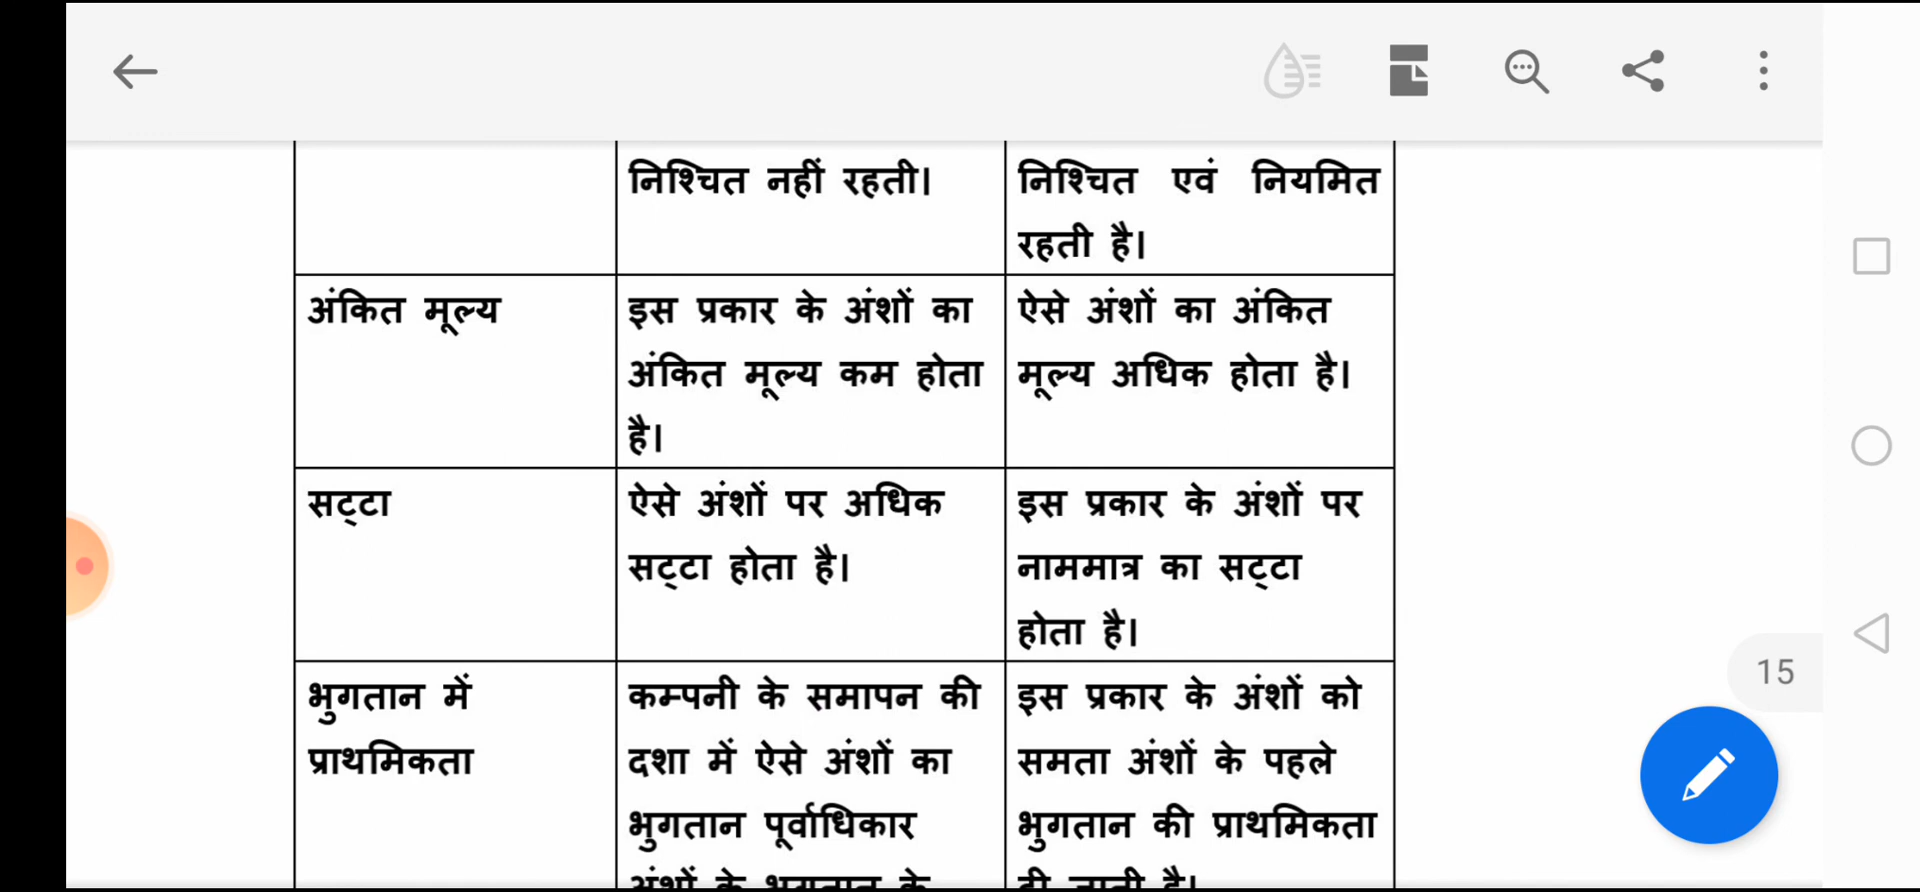 निश्चित नहीं रहती।
निश्चित एवं नियमित
रहती है।
अंकित मूल्य
इस प्रकार के अंशों का
अंकित मूल्य कम होता
है।
ऐसे अंशों का अंकित
मूल्य अधिक होता है।
सट्टा
ऐसे अंशों पर अधिक
सट्टा होता है।
इस प्रकार के अंशों पर
नाममात्र का सट्टा
होता है।
भुगतान में
प्राथमिकता
कम्पनी के समापन की
दशा में ऐसे अंशों का
भुगतान पूर्वाधिकार
अंशों के भुगतान के
इस प्रकार के अंशों को
समता अंशों के पहले
भुगतान की प्राथमिकता
दी जाती है।
15